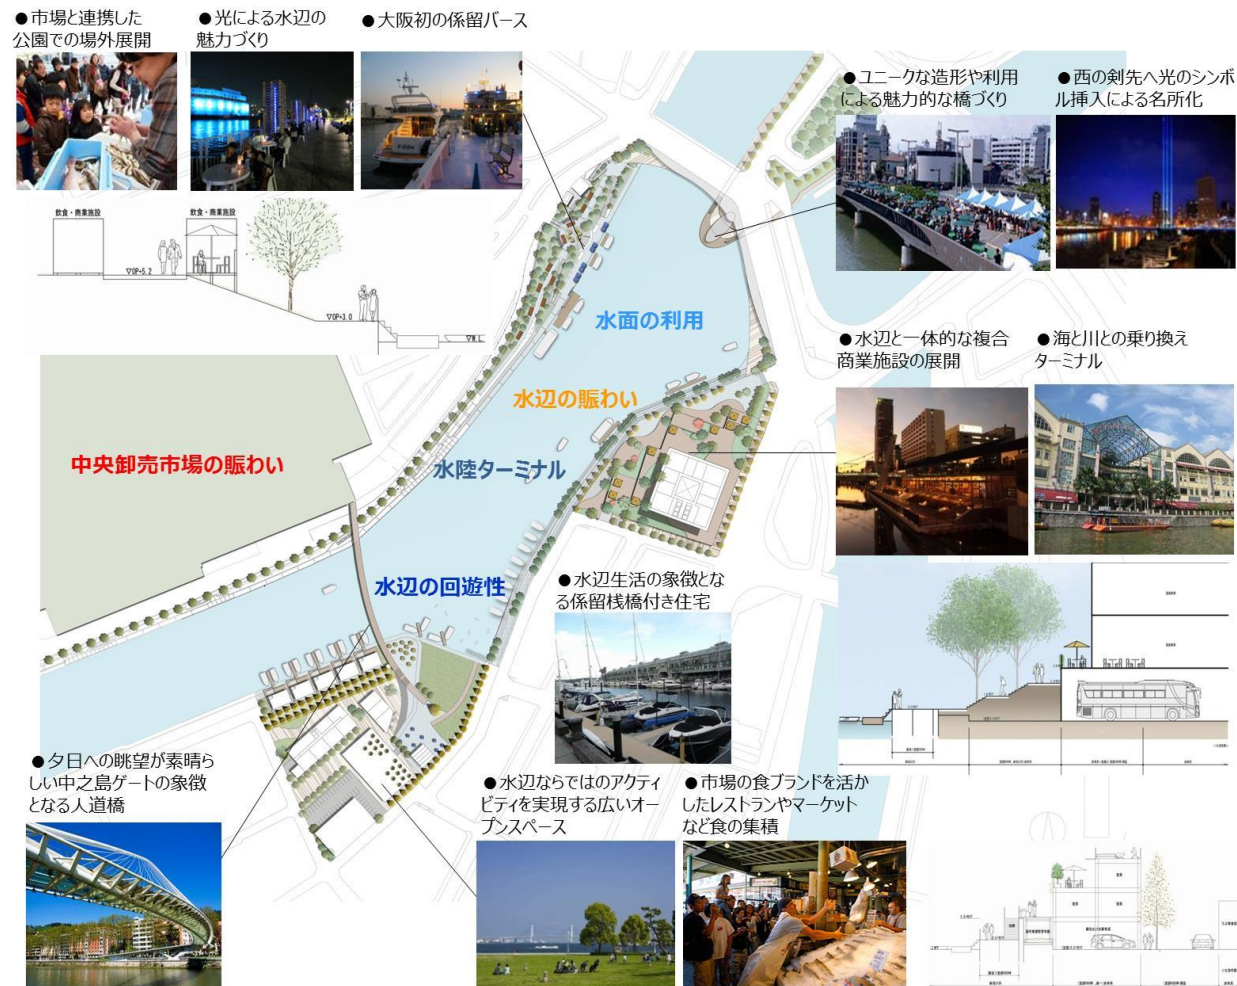 ●市場と連携した
公園での場外展開
●光による水辺の
魅力づくり
●大阪初の係留バース
●ユニークな造形や利用
による魅力的な橋づくり
●西の剣先へ光のシンボ
ル挿入による名所化
飲食・商業施設
飲食・商業施設
▽OP+5.2
▽OP+3.0
▽W.L
水面の利用
●水辺と一体的な複合
商業施設の展開
●海と川との乗り換え
ターミナル
水辺の賑わい
中央卸売市場の賑わい
水陸ターミナル
水辺の回遊性
●水辺生活の象徴とな
る係留桟橋付き住宅
●夕日への眺望が素晴ら
しい中之島ゲートの象徴
となる人道橋
●水辺ならではのアクティ
ビティを実現する広いオー
プンスペース
●市場の食ブランドを活か
したレストランやマーケット
など食の集積